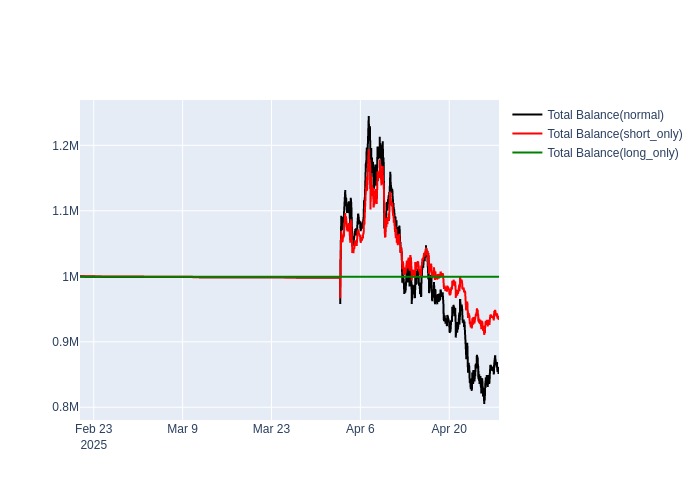 1.2M
1.1M
1M
0.9M
0.8M
Feb 23
2025
Mar 9
Mar 23
Apr 6
Apr 20
Total Balance(normal)
Total Balance(short_only)
Total Balance(long_only)